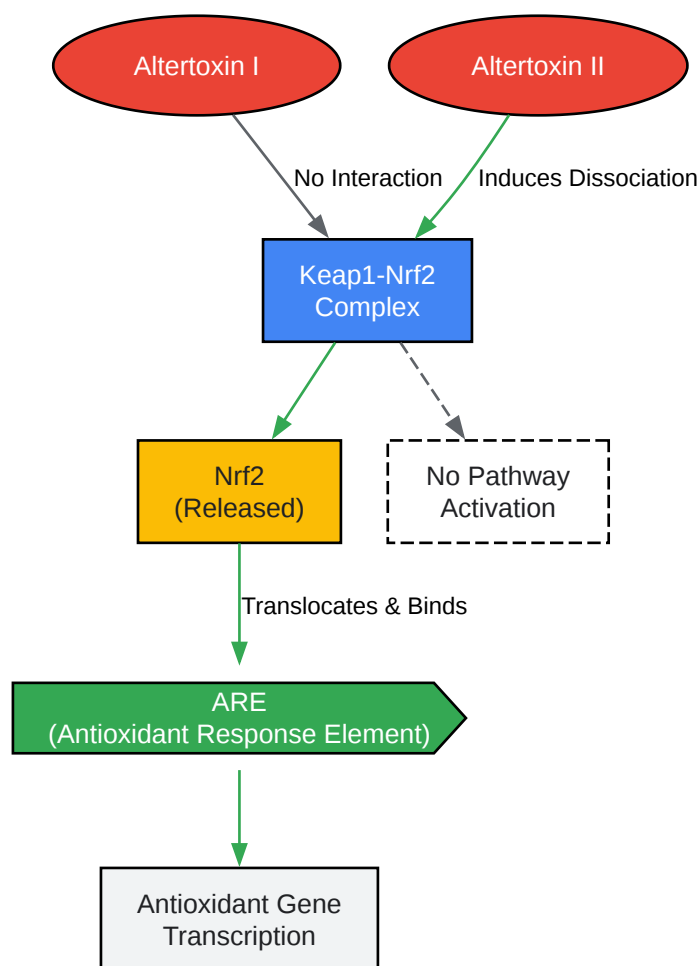 Altertoxin I
Altertoxin II
No Interaction
Induces Dissociation
Keap1-Nrf2
Complex
Nrf2
(Released)
No Pathway
Activation
Translocates & Binds
ARE
(Antioxidant Response Element)
Antioxidant Gene
Transcription